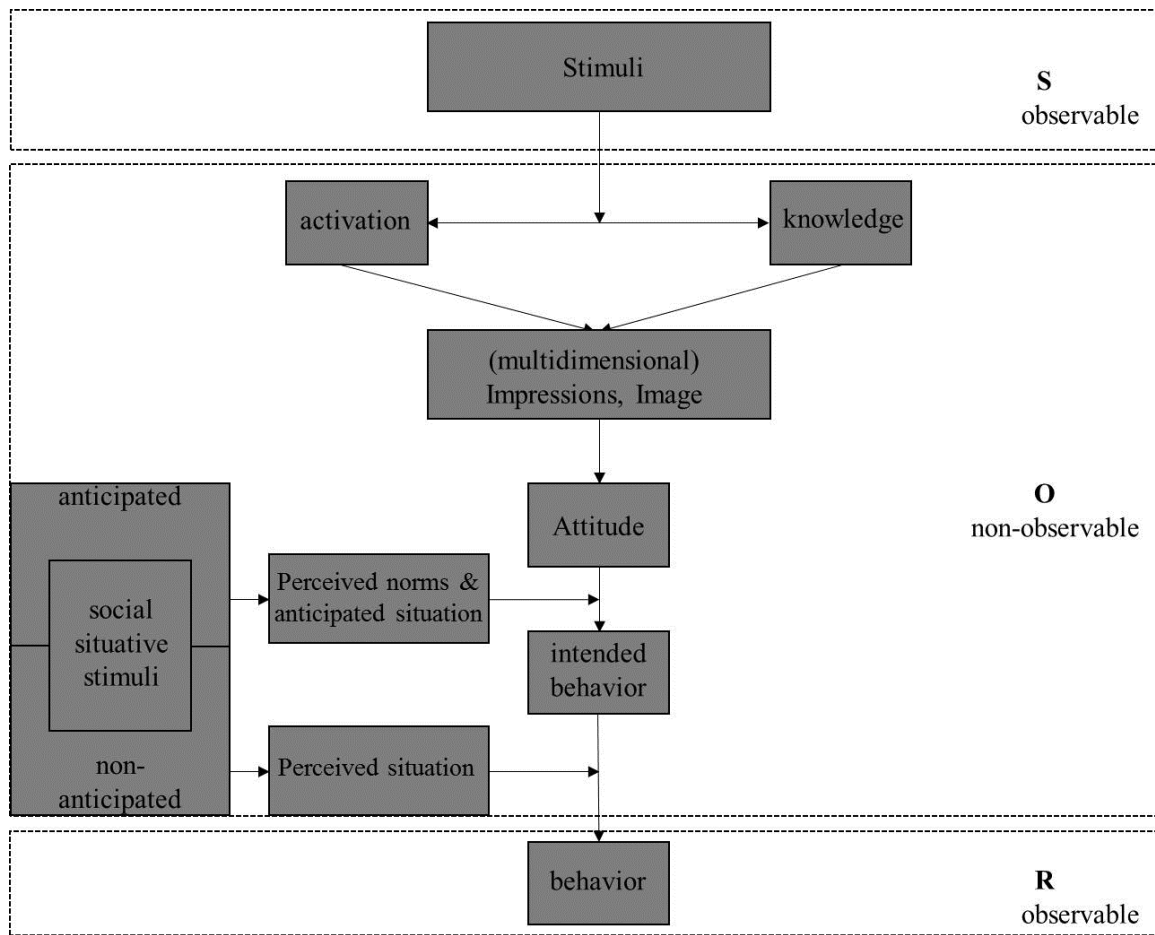 Stimuli
S
observable
activation
knowledge
(multidimensional)
Impressions, Image
anticipated
Attitude
O
non-observable
Perceived norms &
anticipated situation
social
situative
stimuli
intended
behavior
non-
anticipated
Perceived situation
behavior
R
observable